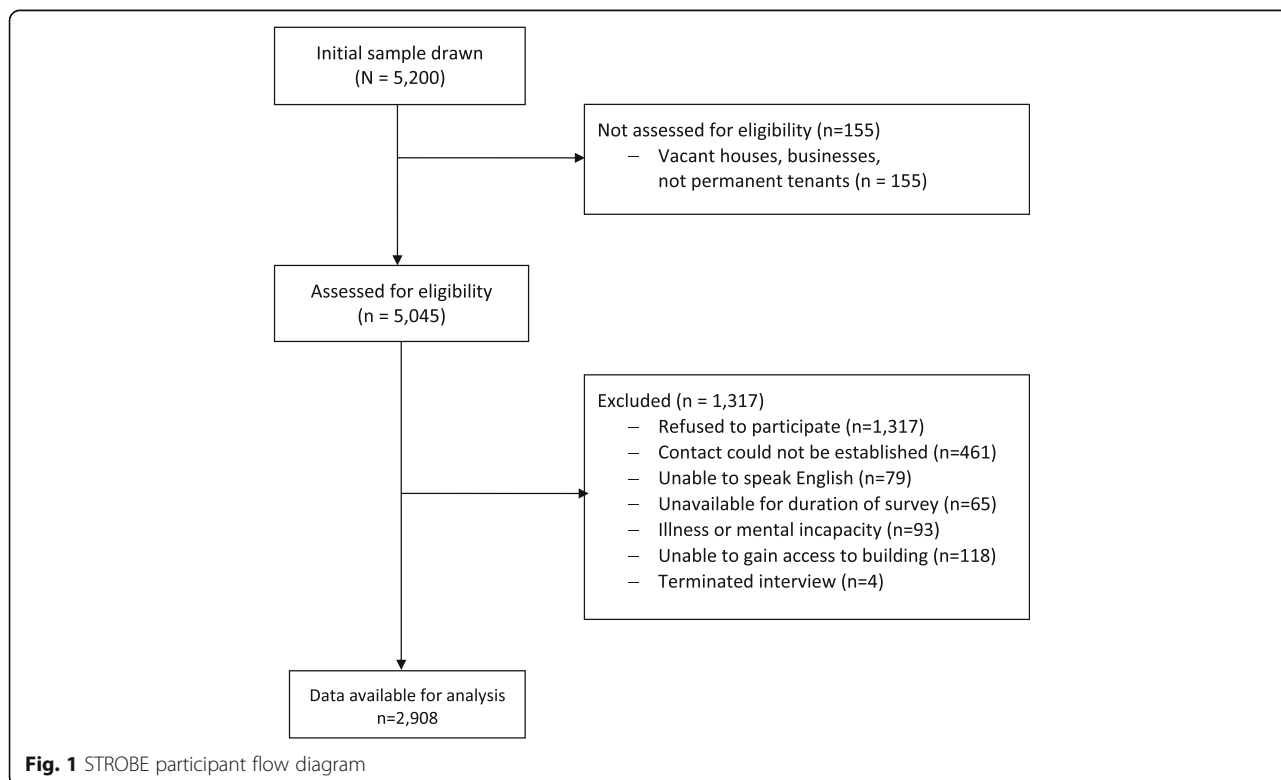 Initial sample drawn
(N = 5,200)
Not assessed for eligibility (n=155)
– Vacant houses, businesses,
not permanent tenants (n = 155)
Assessed for eligibility
(n = 5,045)
Excluded (n = 1,317)
– Refused to participate (n=1,317)
– Contact could not be established (n=461)
– Unable to speak English (n=79)
– Unavailable for duration of survey (n=65)
– Illness or mental incapacity (n=93)
– Unable to gain access to building (n=118)
– Terminated interview (n=4)
Data available for analysis
n=2,908
Fig. 1 STROBE participant flow diagram